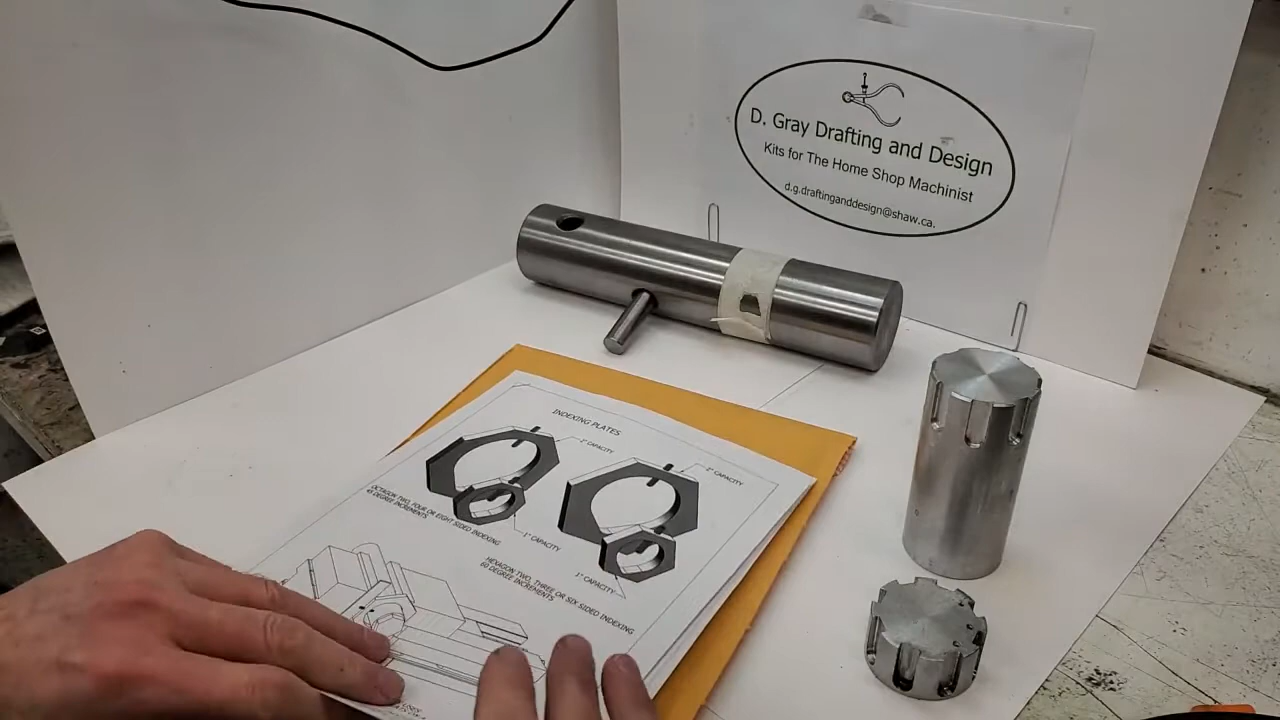 D. Gray Drafting and Design
Kits for The Home Shop Machinist
d.g.draftinganddesign@shaw.ca.
INDEXING PLATES
2" CAPACITY
2" CAPACITY
OCTAGON TWO, FOUR OR EIGHT SIDED INDEXING
45 DEGREE INCREMENTS
1" CAPACITY
1" CAPACITY
HEXAGON TWO, THREE OR SIX SIDED INDEXING
60 DEGREE INCREMENTS